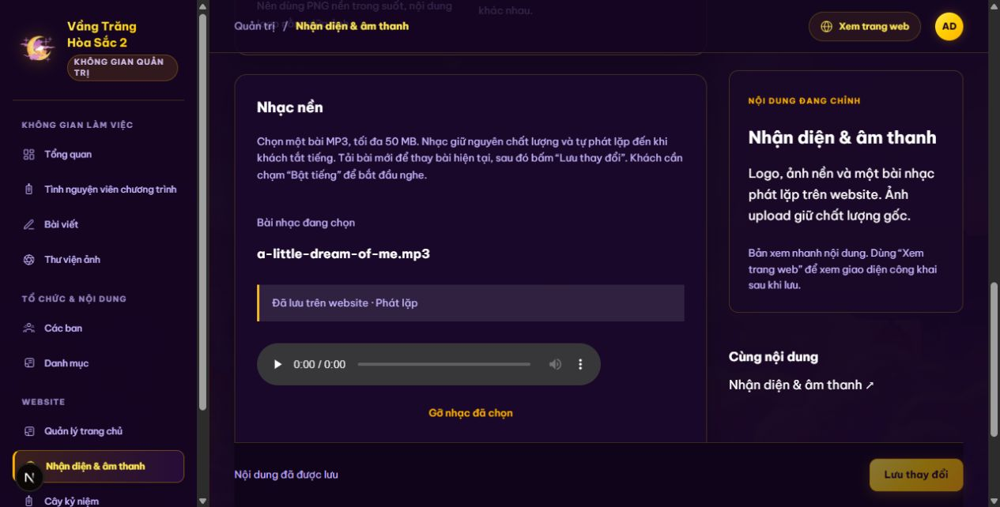 Vầng Trăng
Hòa Sắc 2
KHÔNG GIAN QUẢN
TRỊ
KHÔNG GIAN LÀM VIỆC
Tổng quan
Tình nguyện viên chương trình
Bài viết
Thư viện ảnh
TỔ CHỨC & NỘI DUNG
Các ban
Danh mục
WEBSITE
Quản lý trang chủ
Nhận diện & âm thanh
N
Cây kỷ niệm
Nên dùng PNG nền trong suốt, nội dung
khác nhau.
Quản trị / Nhận diện & âm thanh
Xem trang web
AD
Nhạc nền
Chọn một bài MP3, tối đa 50 MB. Nhạc giữ nguyên chất lượng và tự phát lặp đến khi
khách tắt tiếng. Tải bài mới để thay bài hiện tại, sau đó bấm “Lưu thay đổi”. Khách cần
chạm “Bật tiếng” để bắt đầu nghe.
Bài nhạc đang chọn
a-little-dream-of-me.mp3
Đã lưu trên website · Phát lặp
0:00 / 0:00
Gỡ nhạc đã chọn
NỘI DUNG ĐANG CHỈNH
Nhận diện & âm thanh
Logo, ảnh nền và một bài nhạc
phát lặp trên website. Ảnh
upload giữ chất lượng gốc.
Bản xem nhanh nội dung. Dùng “Xem
trang web” để xem giao diện công khai
sau khi lưu.
Cùng nội dung
Nhận diện & âm thanh ↗
Nội dung đã được lưu
Lưu thay đổi